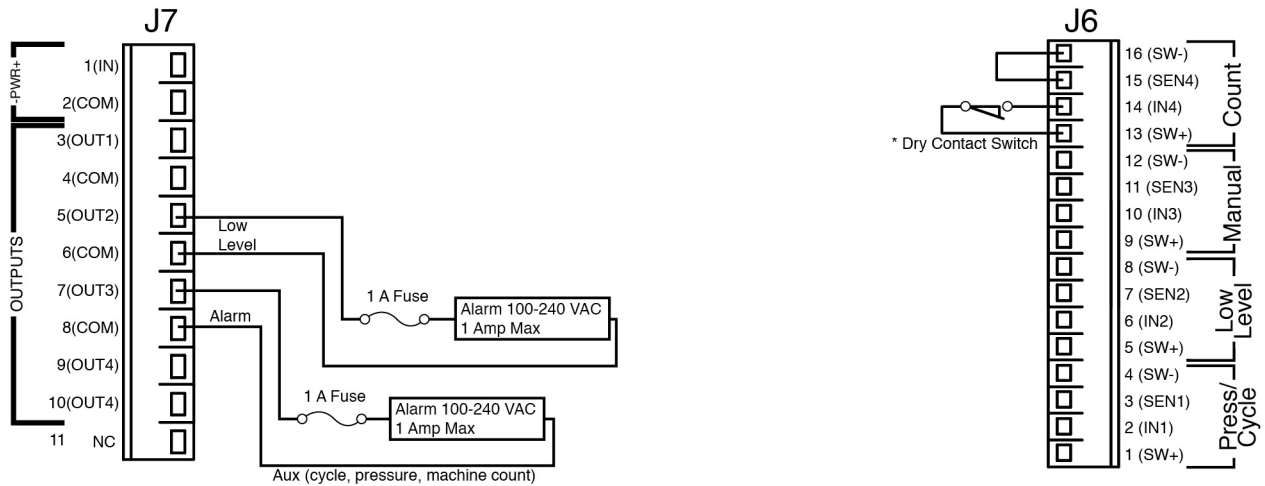 J7
-PWR+
OUTPUTS
1(IN)
2(COM)
3(OUT1)
4(COM)
5(OUT2)
6(COM)
7(OUT3)
8(COM)
9(OUT4)
10(OUT4)
11 NC
Low
Level
Alarm
1 A Fuse
Alarm 100-240 VAC
1 Amp Max
1 A Fuse
Alarm 100-240 VAC
1 Amp Max
Aux (cycle, pressure, machine count)
J6
* Dry Contact Switch
16 (SW-)
15 (SEN4)
14 (IN4)
13 (SW+)
12 (SW-)
11 (SEN3)
10 (IN3)
9 (SW+)
8 (SW-)
7 (SEN2)
6 (IN2)
5 (SW+)
4 (SW-)
3 (SEN1)
2 (IN1)
1 (SW+)
Count
Manual
Low
Level
Press/
Cycle